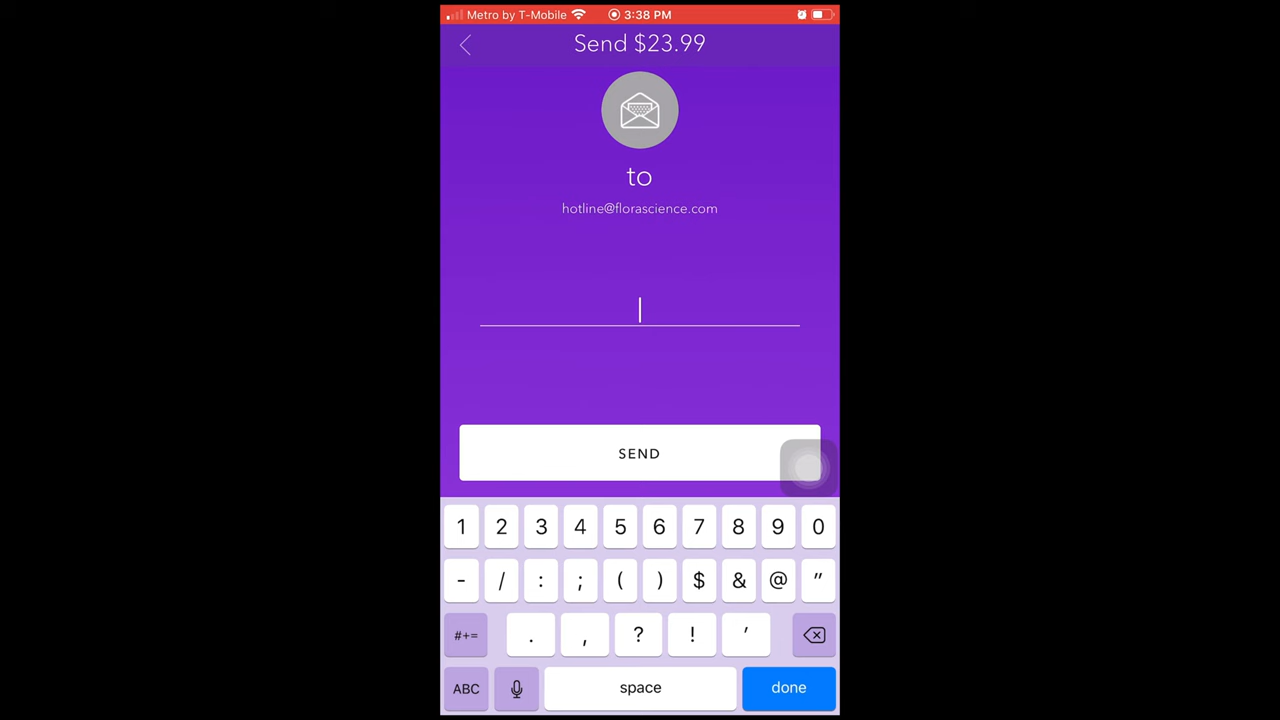 Metro by T-Mobile 3:38 PM
Send $23.99
to
hotline@florascience.com
SEND
1 2 3 4 5 6 7 8 9 0
- / : ; ( ) $ & @ "
#+= . , ? ! '
ABC space done